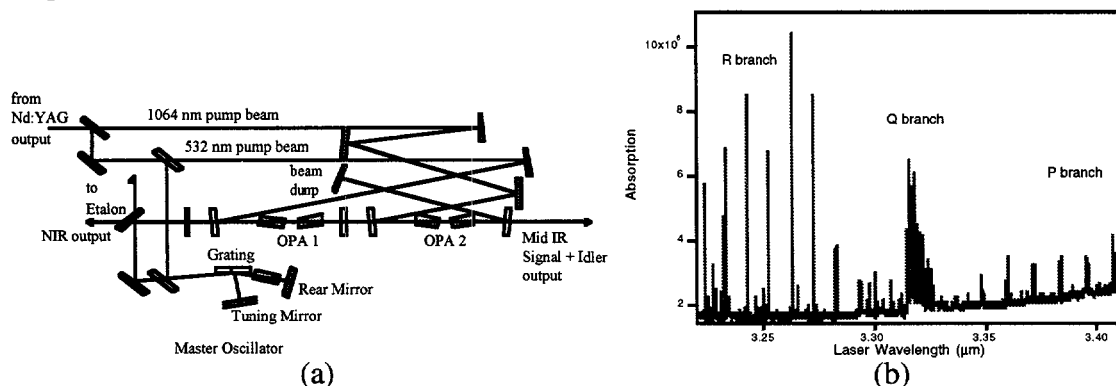 from
Nd:YAG
output
1064 nm pump beam
532 nm pump beam
beam
dump
to
Etalon
NIR output
OPA 1
OPA 2
Mid IR
Signal + Idler
output
Grating
Rear Mirror
Tuning Mirror
Master Oscillator
(a)
10x10⁶
8
6
4
2
Absorption
R branch
Q branch
P branch
3.25
3.30
3.35
3.40
Laser Wavelength (µm)
(b)